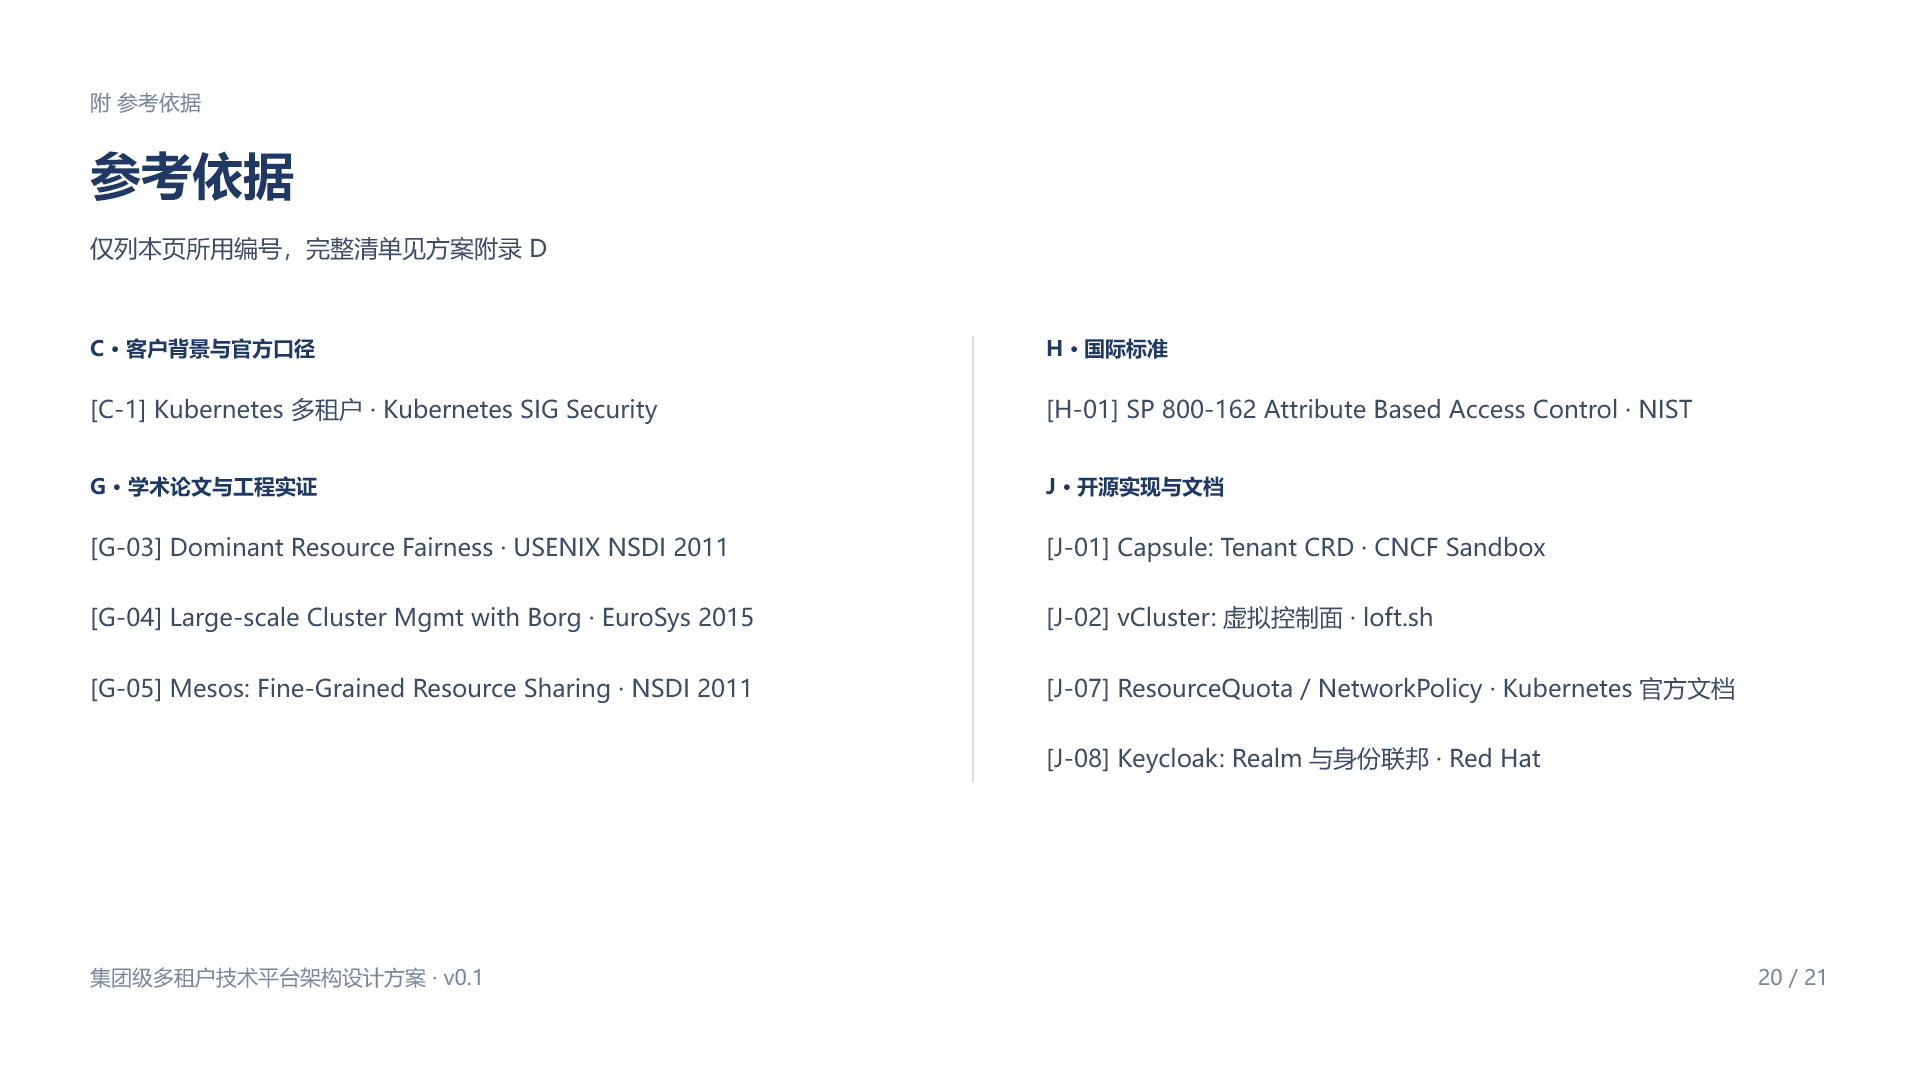 附 参考依据
参考依据
仅列本页所用编号，完整清单见方案附录 D
C • 客户背景与官方口径
[C-1] Kubernetes 多租户 · Kubernetes SIG Security
G • 学术论文与工程实证
[G-03] Dominant Resource Fairness · USENIX NSDI 2011
[G-04] Large-scale Cluster Mgmt with Borg · EuroSys 2015
[G-05] Mesos: Fine-Grained Resource Sharing · NSDI 2011
H • 国际标准
[H-01] SP 800-162 Attribute Based Access Control · NIST
J • 开源实现与文档
[J-01] Capsule: Tenant CRD · CNCF Sandbox
[J-02] vCluster: 虚拟控制面 · loft.sh
[J-07] ResourceQuota / NetworkPolicy · Kubernetes 官方文档
[J-08] Keycloak: Realm 与身份联邦 · Red Hat
集团级多租户技术平台架构设计方案 · v0.1
20 / 21